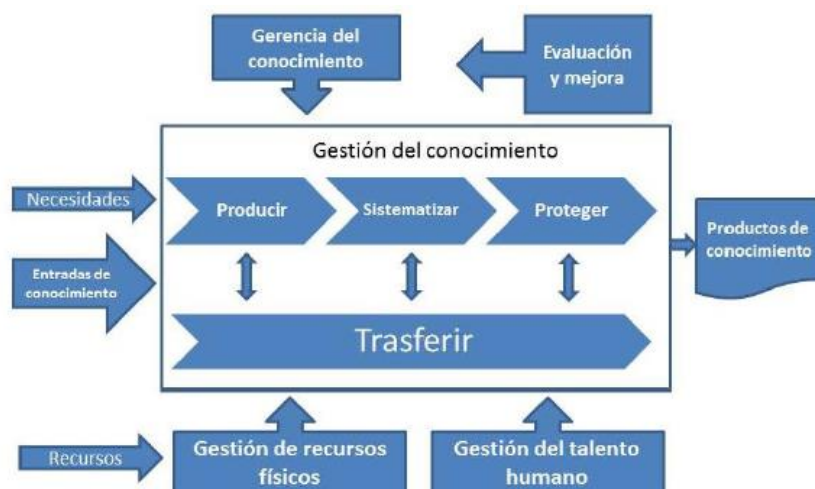 Gerencia del
conocimiento
Evaluación
y mejora
Gestión del conocimiento
Necesidades
Producir
Sistematizar
Proteger
Entradas de
conocimiento
Productos de
conocimiento
Trasferir
Recursos
Gestión de recursos
físicos
Gestión del talento
humano